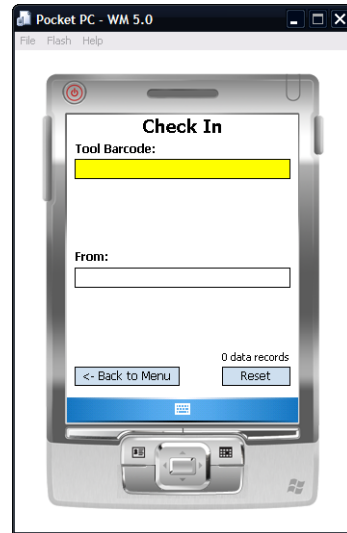 Pocket PC - WM 5.0
File Flash Help
Check In
Tool Barcode:
From:
0 data records
<- Back to Menu Reset